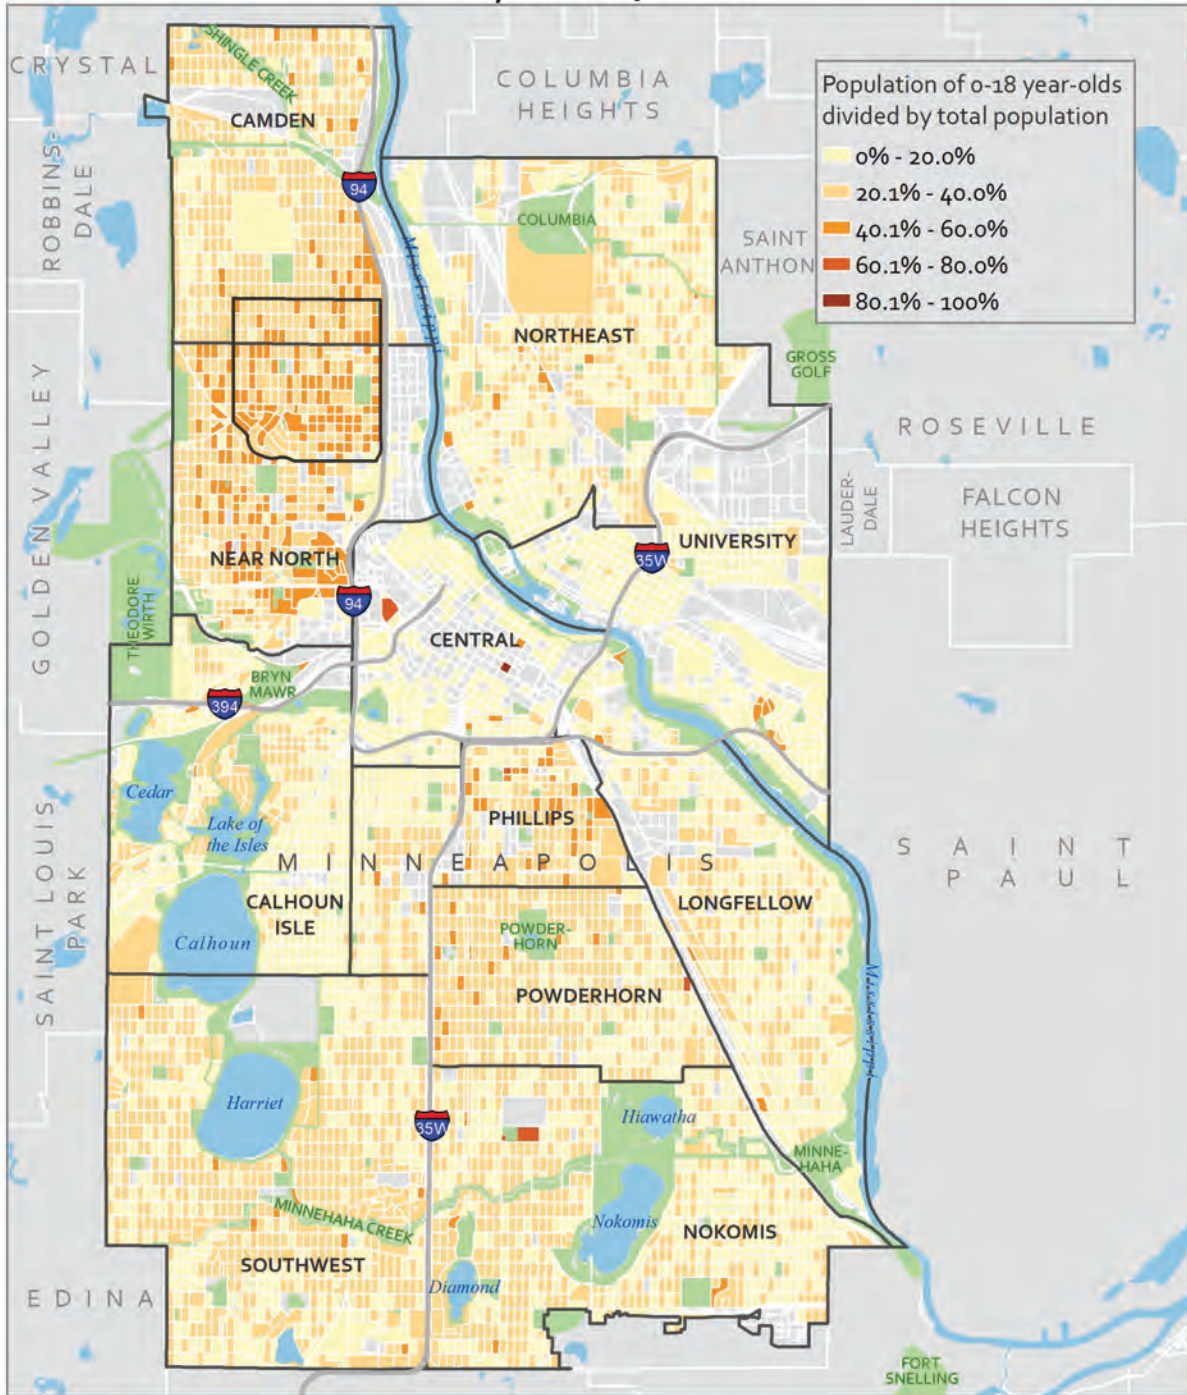 CRYSTAL
SHINGLE CREEK
CAMDEN
COLUMBIA
HEIGHTS
Population of 0-18 year-olds
divided by total population
0% - 20.0%
20.1% - 40.0%
40.1% - 60.0%
60.1% - 80.0%
80.1% - 100%
ROBBINS-
DALE
94
Mississippi
COLUMBIA
SAINT
ANTHON
NORTHEAST
GROSS
GOLF
GOLDEN VALLEY
ROSEVILLE
LAUDER-
DALE
FALCON
HEIGHTS
NEAR NORTH
UNIVERSITY
35W
94
THEODORE
WIRTH
CENTRAL
BRYN
MAWR
394
Cedar
Lake of
the Isles
PHILLIPS
MINNEAPOLIS
SAINT LOUIS
PARK
SAINT
PAUL
CALHOUN
ISLE
LONGFELLOW
Calhoun
POWDER-
HORN
POWDERHORN
Mississippi
Harriet
Hiawatha
35W
MINNE-
HAHA
MINNEHAHA CREEK
Nokomis
NOKOMIS
SOUTHWEST
Diamond
EDINA
FORT
SNELLING